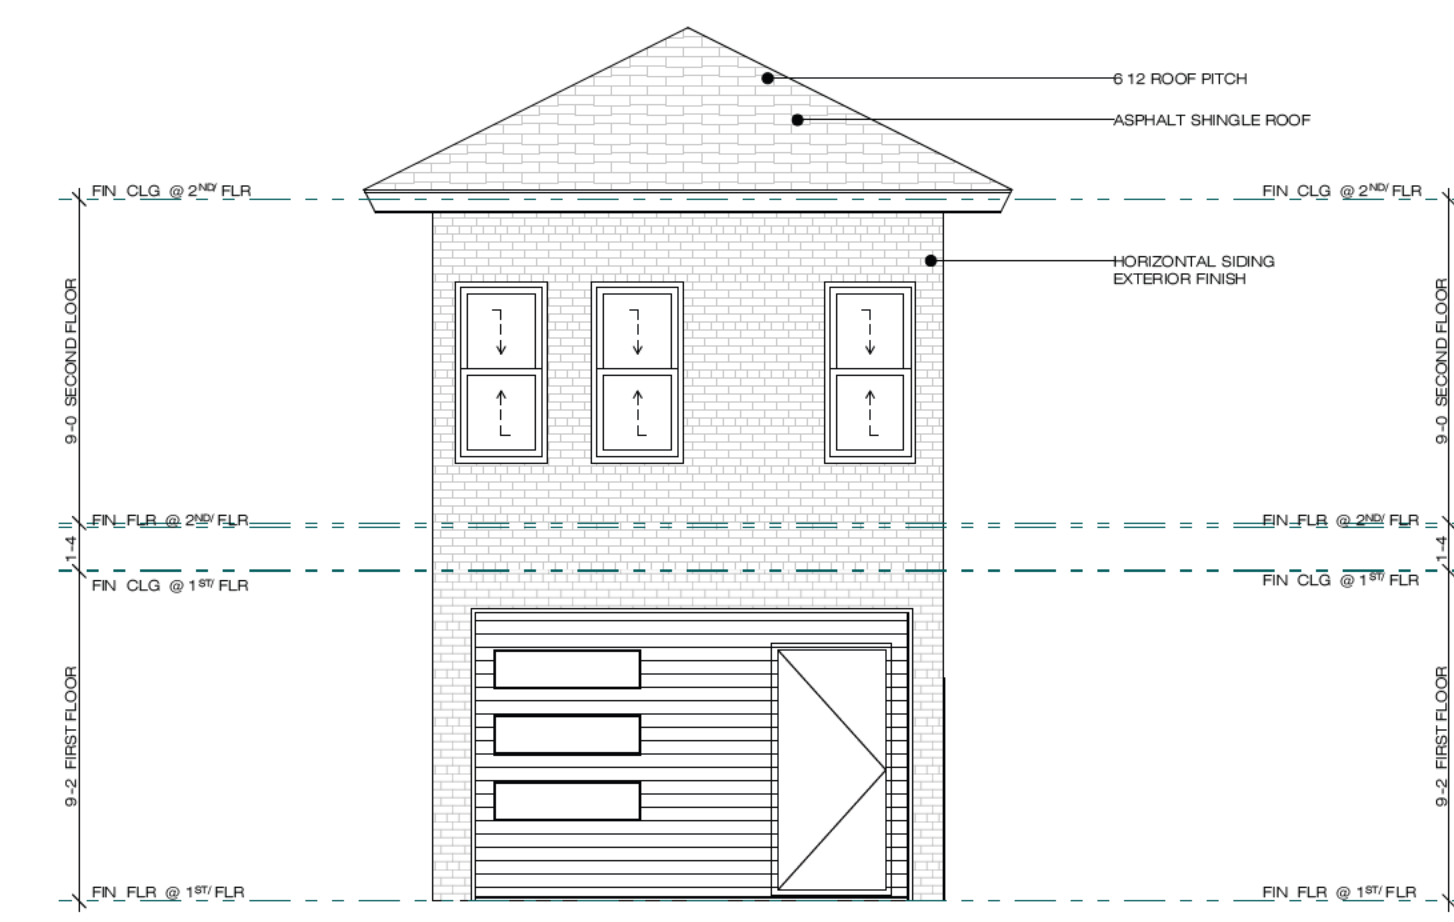 6 12 ROOF PITCH
ASPHALT SHINGLE ROOF
FIN CLG @ 2ND/ FLR
FIN CLG @ 2ND/ FLR
HORIZONTAL SIDING
EXTERIOR FINISH
9-0 SECOND FLOOR
9-0 SECOND FLOOR
FIN FLR @ 2ND/ FLR
FIN FLR @ 2ND/ FLR
1-4
1-4
FIN CLG @ 1ST/ FLR
FIN CLG @ 1ST/ FLR
9-2 FIRST FLOOR
9-2 FIRST FLOOR
FIN FLR @ 1ST/ FLR
FIN FLR @ 1ST/ FLR